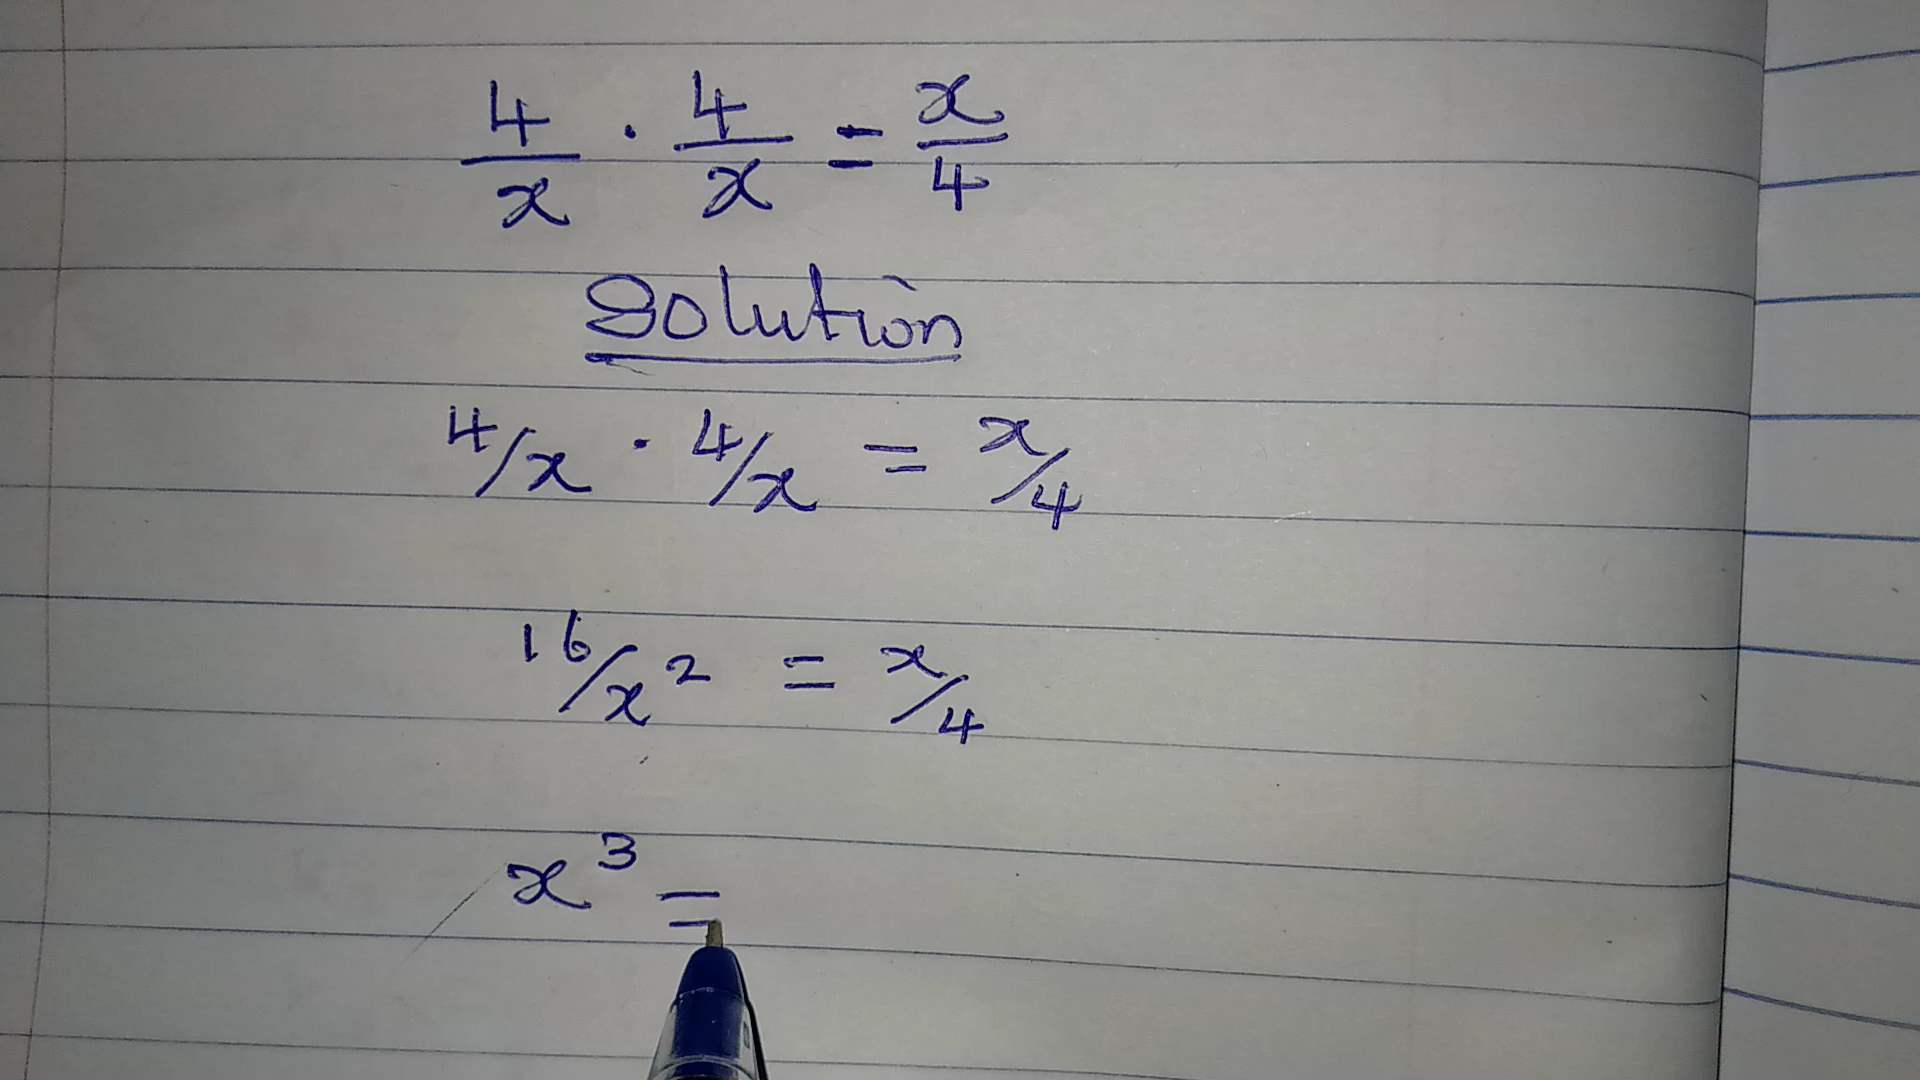 4/x · 4/x = x/4
Solution
4/x · 4/x = x/4
16/x² = x/4
x³ =